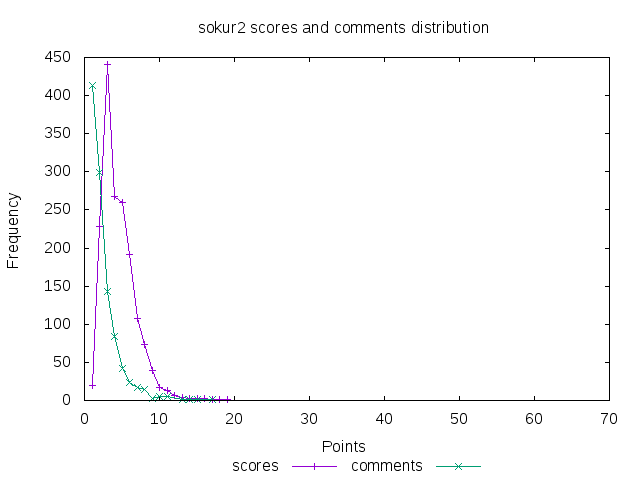 sokur2 scores and comments distribution
450
400
350
300
250
200
150
100
50
0
Frequency
0 10 20 30 40 50 60 70
Points
scores comments